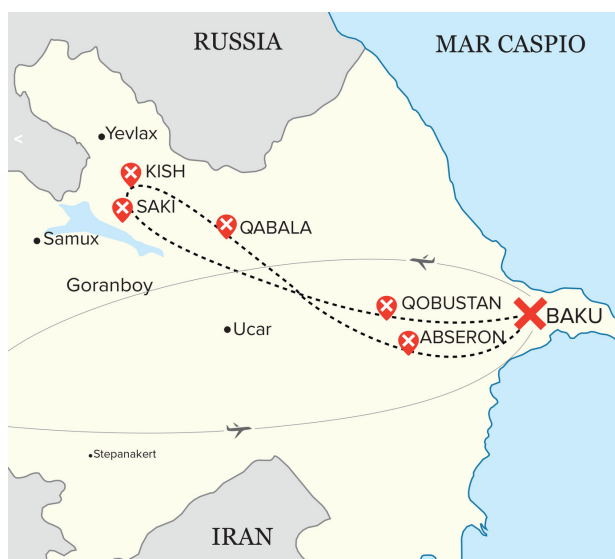 RUSSIA
MAR CASPIO
Yevlax
KISH
SAKI
QABALA
Samux
Goranboy
QOBUSTAN
BAKU
Ucar
ABSERON
Stepanakert
IRAN